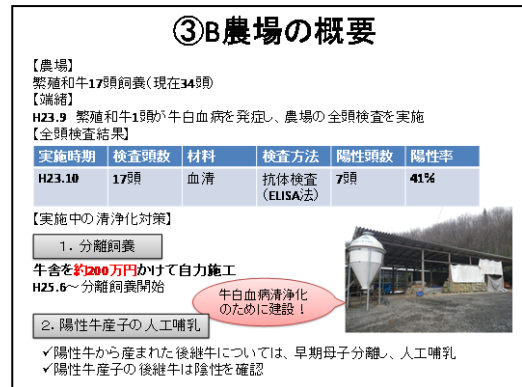 ③B農場の概要
【農場】
繁殖和牛17頭飼養(現在34頭)
【端緒】
H23.9 繁殖和牛1頭が牛白血病を発症し、農場の全頭検査を実施
【全頭検査結果】
実施時期 検査頭数 材料 検査方法 陽性頭数 陽性率
H23.10 17頭 血清 抗体検査 7頭 41%
(ELISA法)
【実施中の清浄化対策】
1. 分離飼養
牛舎を約200万円かけて自力施工
H25.6~分離飼養開始
牛白血病清浄化
のために建設!
2. 陽性牛産子の人工哺乳
✓陽性牛から産まれた後継牛については、早期母子分離し、人工哺乳
✓陽性牛産子の後継牛は陰性を確認